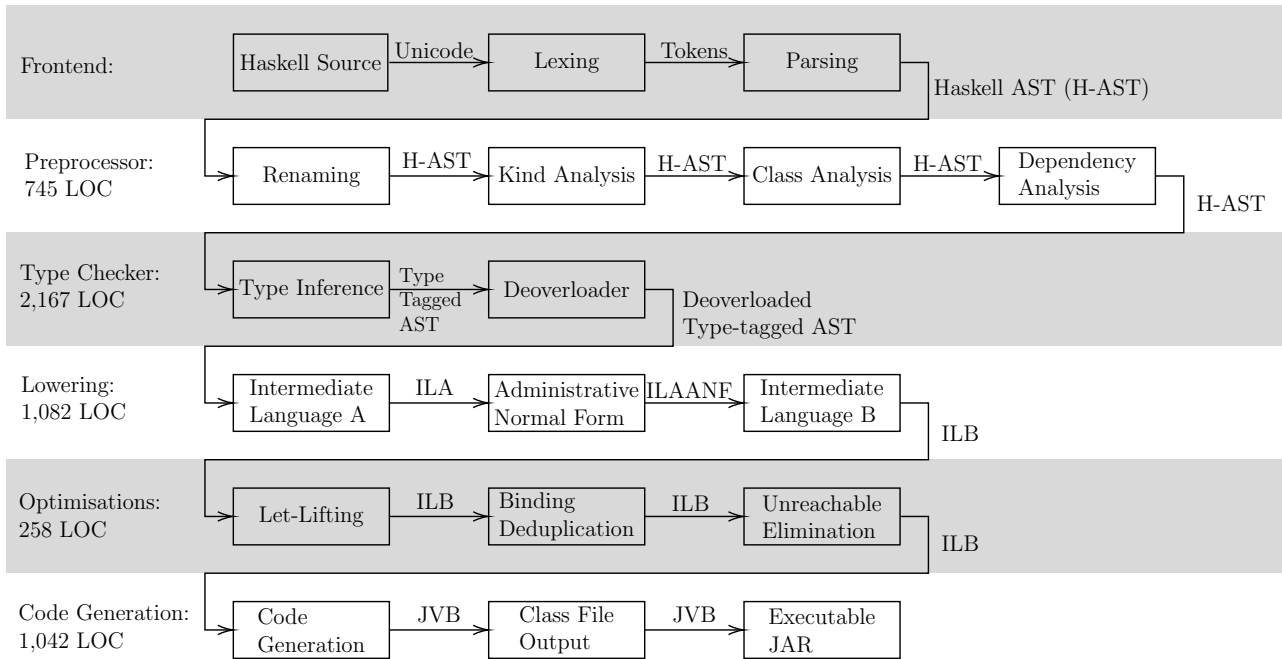 Frontend:
Haskell Source
Unicode
Lexing
Tokens
Parsing
Haskell AST (H-AST)
Preprocessor:
745 LOC
Renaming
H-AST
Kind Analysis
H-AST
Class Analysis
H-AST
Dependency
Analysis
H-AST
Type Checker:
2,167 LOC
Type Inference
Type
Tagged
AST
Deoverloader
Deoverloaded
Type-tagged AST
Lowering:
1,082 LOC
Intermediate
Language A
ILA
Administrative
Normal Form
ILAANF
Intermediate
Language B
ILB
Optimisations:
258 LOC
Let-Lifting
ILB
Binding
Deduplication
ILB
Unreachable
Elimination
ILB
Code Generation:
1,042 LOC
Code
Generation
JVB
Class File
Output
JVB
Executable
JAR